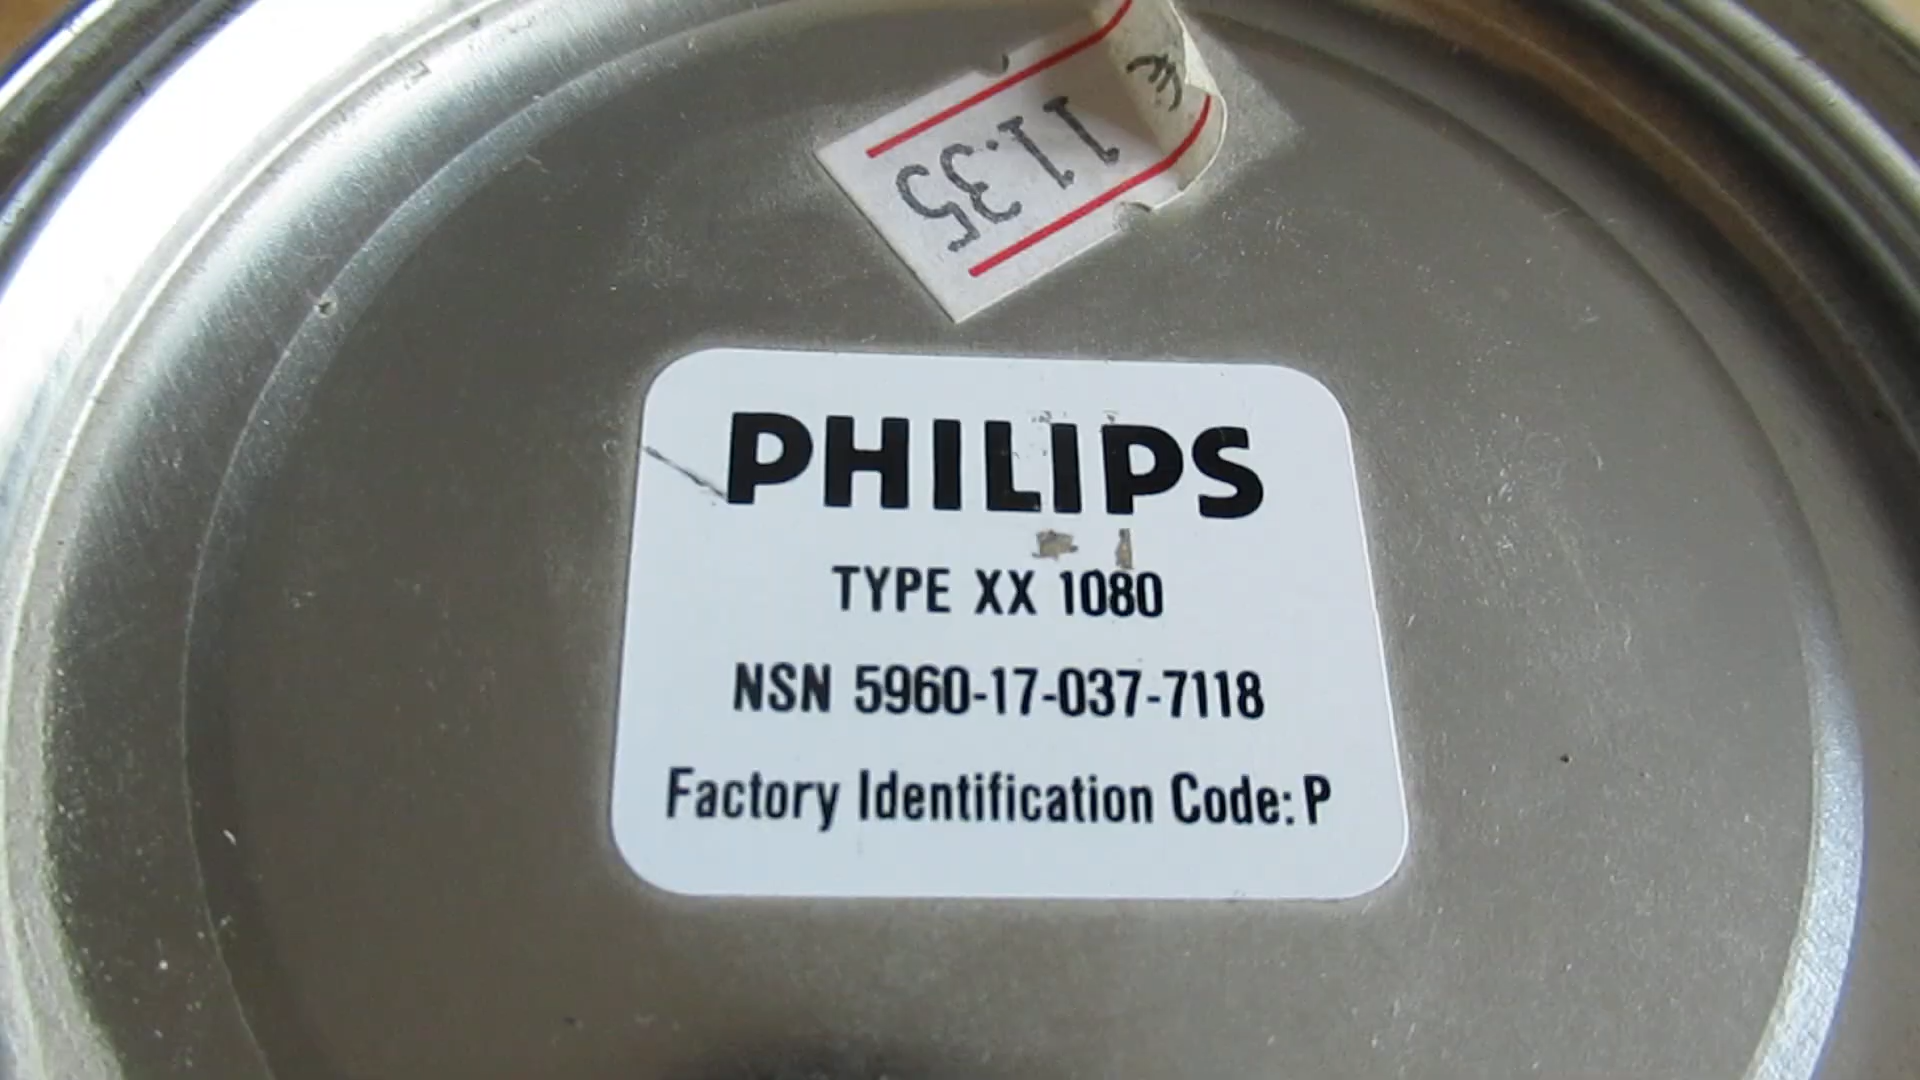 11.35
PHILIPS
TYPE XX 1080
NSN 5960-17-037-7118
Factory Identification Code: P